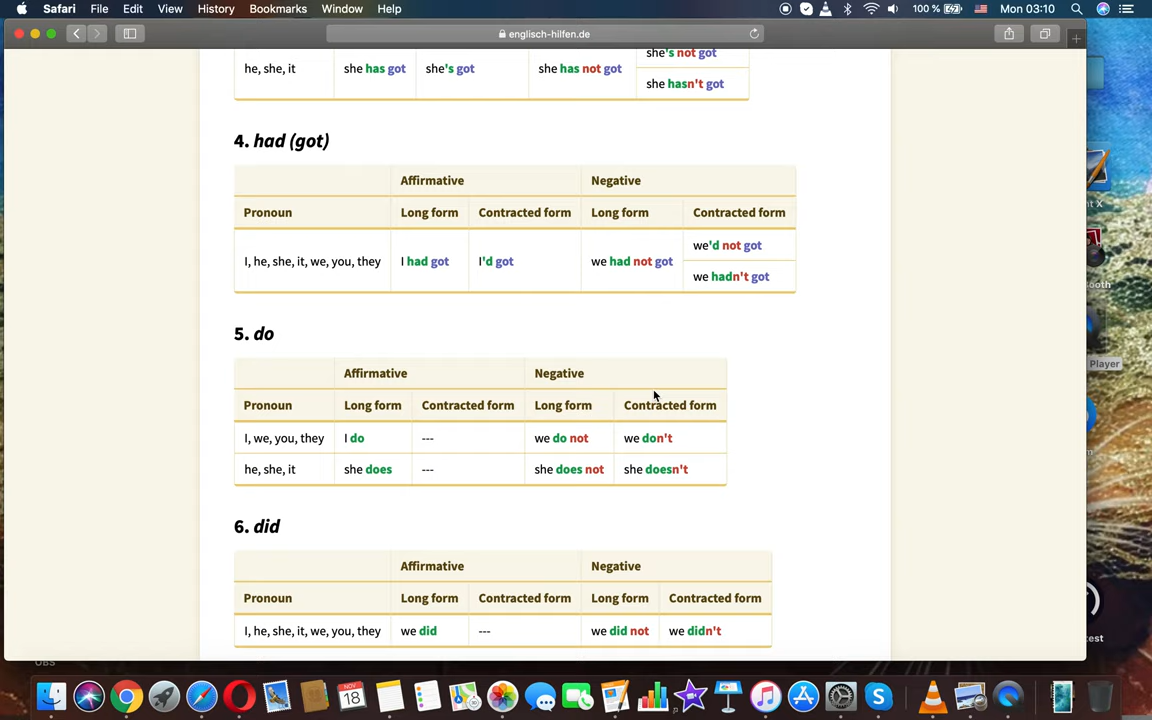 Safari File Edit View History Bookmarks Window Help 100 % Mon 03:10
englisch-hilfen.de
she's not got
he, she, it she has got she's got she has not got
she hasn't got
4. had (got)
Affirmative Negative
Pronoun Long form Contracted form Long form Contracted form
we'd not got
I, he, she, it, we, you, they I had got I'd got we had not got
we hadn't got
5. do
Affirmative Negative
Pronoun Long form Contracted form Long form Contracted form
I, we, you, they I do --- we do not we don't
he, she, it she does --- she does not she doesn't
6. did
Affirmative Negative
Pronoun Long form Contracted form Long form Contracted form
I, he, she, it, we, you, they we did --- we did not we didn't
nt X
ooth
Player
test
OBS
NOV
18